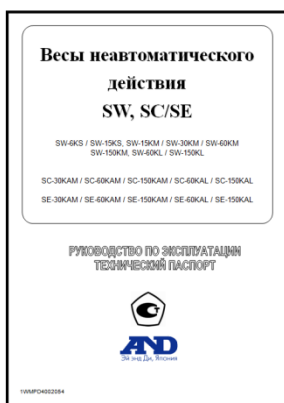 Весы неавтоматического
действия
SW, SC/SE
SW-6KS / SW-15KS, SW-15KM / SW-30KM / SW-60KM
SW-150KM, SW-60KL / SW-150KL
SC-30KAM / SC-60KAM / SC-150KAM / SC-60KAL / SC-150KAL
SE-30KAM / SE-60KAM / SE-150KAM / SE-60KAL / SE-150KAL
РУКОВОДСТВО ПО ЭКСПЛУАТАЦИИ
ТЕХНИЧЕСКИЙ ПАСПОРТ
AND
Эй энд Ди, Япония
1WMPD4002084